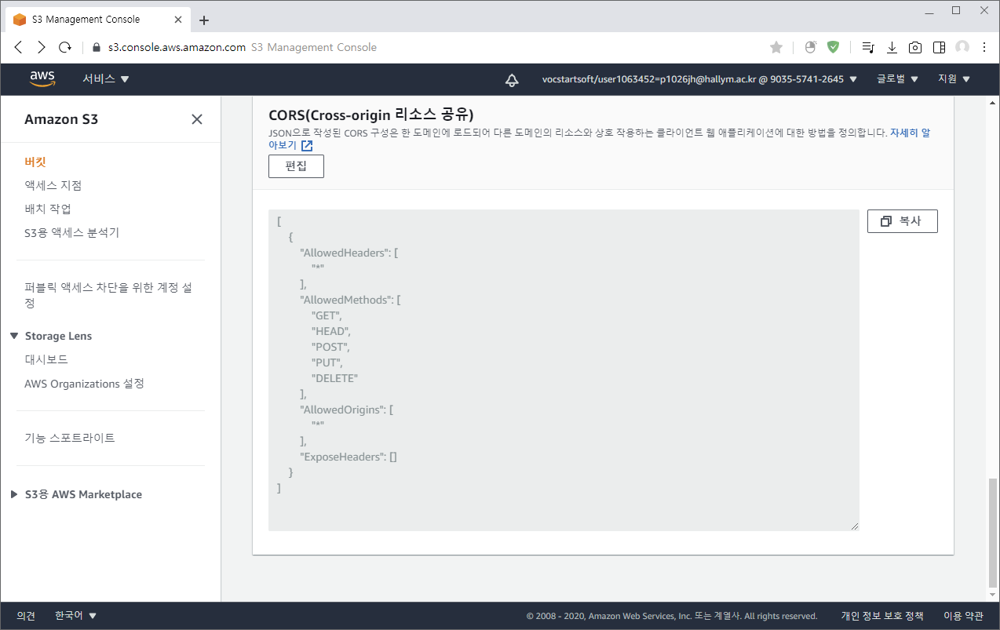 S3 Management Console
s3.console.aws.amazon.com S3 Management Console
aws 서비스 vocstartsoft/user1063452=p1026jh@hallym.ac.kr @ 9035-5741-2645 글로벌 지원
Amazon S3
버킷
액세스 지점
배치 작업
S3용 액세스 분석기
퍼블릭 액세스 차단을 위한 계정 설
정
Storage Lens
대시보드
AWS Organizations 설정
기능 스포트라이트
S3용 AWS Marketplace
CORS(Cross-origin 리소스 공유)
JSON으로 작성된 CORS 구성은 한 도메인에 로드되어 다른 도메인의 리소스와 상호 작용하는 클라이언트 웹 애플리케이션에 대한 방법을 정의합니다. 자세히 알
아보기
편집
복사
[
{
"AllowedHeaders": [
"*"
],
"AllowedMethods": [
"GET",
"HEAD",
"POST",
"PUT",
"DELETE"
],
"AllowedOrigins": [
"*"
],
"ExposeHeaders": []
}
]
의견 한국어 © 2008 - 2020, Amazon Web Services, Inc. 또는 계열사. All rights reserved. 개인 정보 보호 정책 이용 약관